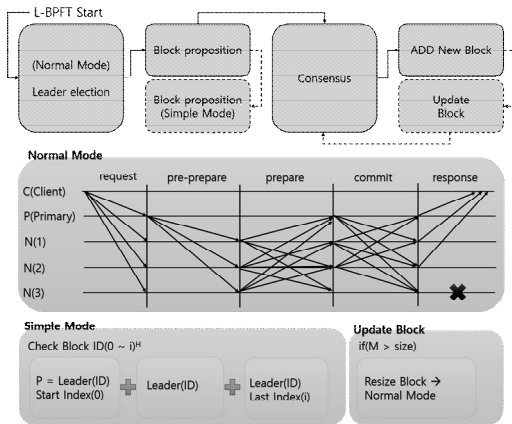 L-BPFT Start
(Normal Mode)
Leader election
Block proposition
Block proposition
(Simple Mode)
Consensus
ADD New Block
Update
Block
Normal Mode
request pre-prepare prepare commit response
C(Client)
P(Primary)
N(1)
N(2)
N(3)
Simple Mode
Check Block ID(0 ~ i)ᴴ
P = Leader(ID)
Start Index(0)
Leader(ID)
Leader(ID)
Last Index(i)
Update Block
if(M > size)
Resize Block →
Normal Mode